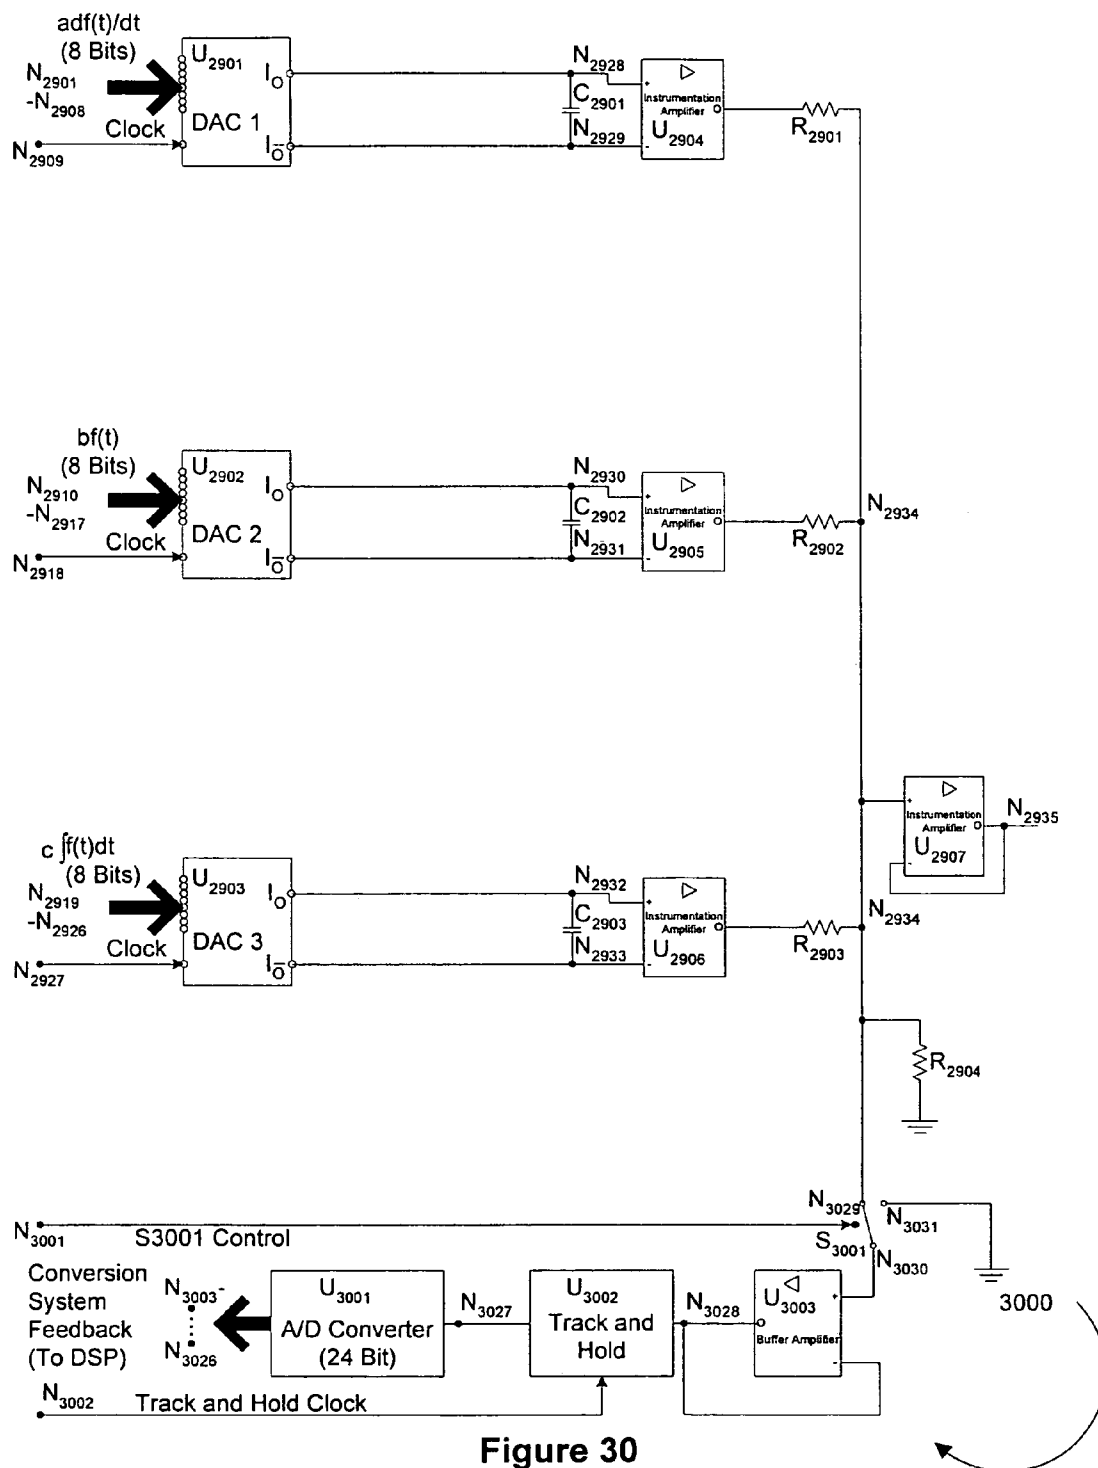 adf(t)/dt
(8 Bits)
N2901
-N2908
Clock
N2909
U2901
DAC 1
IO
IO̅
N2928
C2901
N2929
+
-
Instrumentation
Amplifier
U2904
R2901
bf(t)
(8 Bits)
N2910
-N2917
Clock
N2918
U2902
DAC 2
IO
IO̅
N2930
C2902
N2931
+
-
Instrumentation
Amplifier
U2905
R2902
N2934
+
-
Instrumentation
Amplifier
U2907
N2935
c ∫f(t)dt
(8 Bits)
N2919
-N2926
Clock
N2927
U2903
DAC 3
IO
IO̅
N2932
C2903
N2933
+
-
Instrumentation
Amplifier
U2906
R2903
N2934
R2904
N3001
S3001 Control
N3029
N3031
S3001
N3030
Conversion
System
Feedback
(To DSP)
N3003-
N3026
U3001
A/D Converter
(24 Bit)
N3027
U3002
Track and
Hold
N3028
U3003
Buffer Amplifier
+
-
3000
N3002
Track and Hold Clock
Figure 30